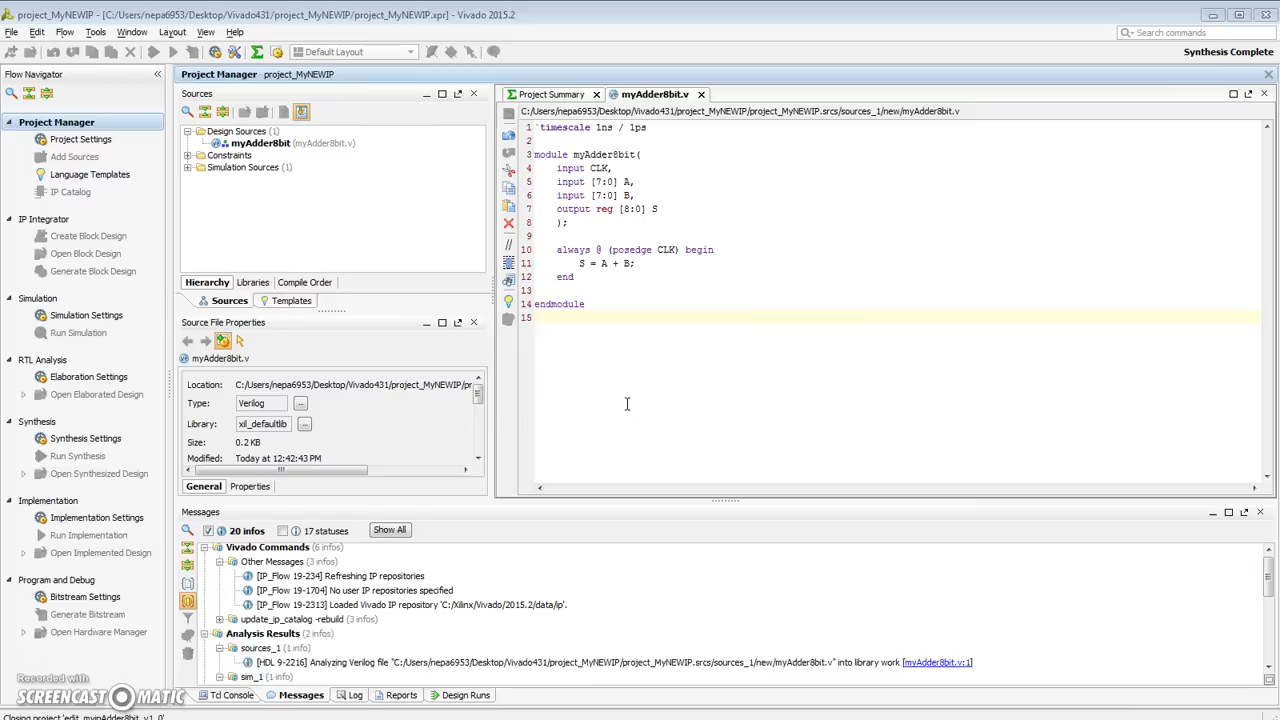 project_MyNEWIP - [C:/Users/nepa6953/Desktop/Vivado431/project_MyNEWIP/project_MyNEWIP.xpr] - Vivado 2015.2
File Edit Flow Tools Window Layout View Help
Search commands
Default Layout
Synthesis Complete
Flow Navigator
Project Manager
Project Settings
Add Sources
Language Templates
IP Catalog
IP Integrator
Create Block Design
Open Block Design
Generate Block Design
Simulation
Simulation Settings
Run Simulation
RTL Analysis
Elaboration Settings
Open Elaborated Design
Synthesis
Synthesis Settings
Run Synthesis
Open Synthesized Design
Implementation
Implementation Settings
Run Implementation
Open Implemented Design
Program and Debug
Bitstream Settings
Generate Bitstream
Open Hardware Manager
Recorded with
SCREENCAST MATIC
Closing project 'edit_myipAdder8bit_v1_0'
Project Manager - project_MyNEWIP
Sources
Design Sources (1)
myAdder8bit (myAdder8bit.v)
Constraints
Simulation Sources (1)
Hierarchy Libraries Compile Order
Sources Templates
Source File Properties
myAdder8bit.v
Location: C:/Users/nepa6953/Desktop/Vivado431/project_MyNEWIP/pr
Type: Verilog ...
Library: xil_defaultlib ...
Size: 0.2 KB
Modified: Today at 12:42:43 PM
General Properties
Project Summary myAdder8bit.v
C:/Users/nepa6953/Desktop/Vivado431/project_MyNEWIP/project_MyNEWIP.srcs/sources_1/new/myAdder8bit.v
1 `timescale 1ns / 1ps
2
3 module myAdder8bit(
4 input CLK,
5 input [7:0] A,
6 input [7:0] B,
7 output reg [8:0] S
8 );
9
10 always @ (posedge CLK) begin
11 S = A + B;
12 end
13
14 endmodule
15
Messages
20 infos 17 statuses Show All
Vivado Commands (6 infos)
Other Messages (3 infos)
[IP_Flow 19-234] Refreshing IP repositories
[IP_Flow 19-1704] No user IP repositories specified
[IP_Flow 19-2313] Loaded Vivado IP repository 'C:/Xilinx/Vivado/2015.2/data/ip'.
update_ip_catalog -rebuild (3 infos)
Analysis Results (2 infos)
sources_1 (1 info)
[HDL 9-2216] Analyzing Verilog file "C:/Users/nepa6953/Desktop/Vivado431/project_MyNEWIP/project_MyNEWIP.srcs/sources_1/new/myAdder8bit.v" into library work [myAdder8bit.v:1]
sim_1 (1 info)
Tcl Console Messages Log Reports Design Runs